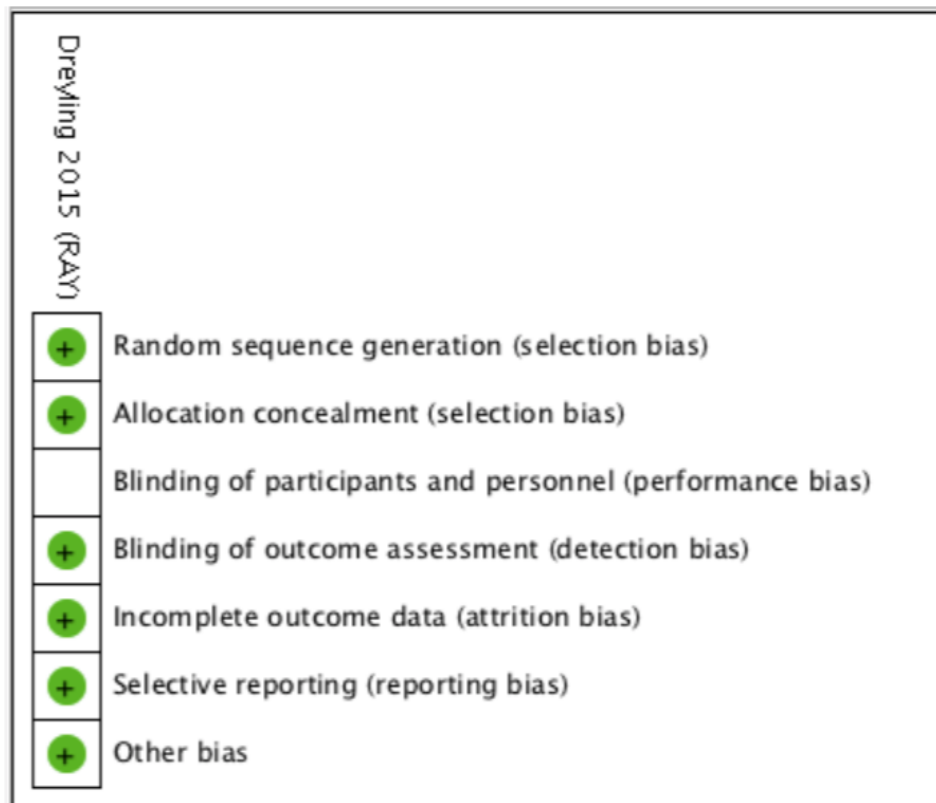 Dreyling 2015 (RAY)
+ Random sequence generation (selection bias)
+ Allocation concealment (selection bias)
Blinding of participants and personnel (performance bias)
+ Blinding of outcome assessment (detection bias)
+ Incomplete outcome data (attrition bias)
+ Selective reporting (reporting bias)
+ Other bias